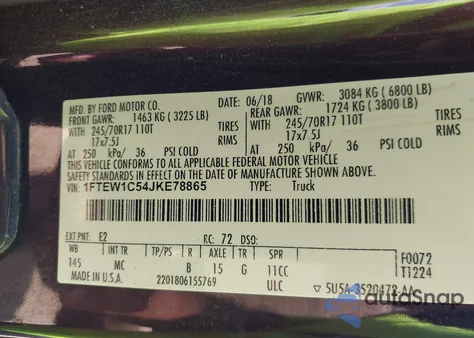 MFD. BY FORD MOTOR CO. 06/18 GVWR: 3084 KG ( 6800 LB)
FRONT GAWR: 1463 KG ( 3225 LB) REAR GAWR: 1724 KG ( 3800 LB)
245/70R17 110T TIRES 245/70R17 110T TIRES
17x7.5J RIMS 17x7.5J RIMS
AT 250 kPa/ 36 PSI COLD AT 250 kPa/ 36 PSI COLD
THIS VEHICLE CONFORMS TO ALL APPLICABLE FEDERAL MOTOR VEHICLE
SAFETY STANDARDS IN EFFECT ON THE DATE OF MANUFACTURE SHOWN ABOVE.
VIN: 1FTEW1C54JKE78865 TYPE: Truck
EXT PNT: E2 RC: 72 DSO:
WB INT TR TP/PS R AXLE TR SPR F0072
145 MC B 15 G 11CC T1224
MADE IN U.S.A. 2201806155769 ULC ▽ 5U5A-3520472-AA
autoSnap